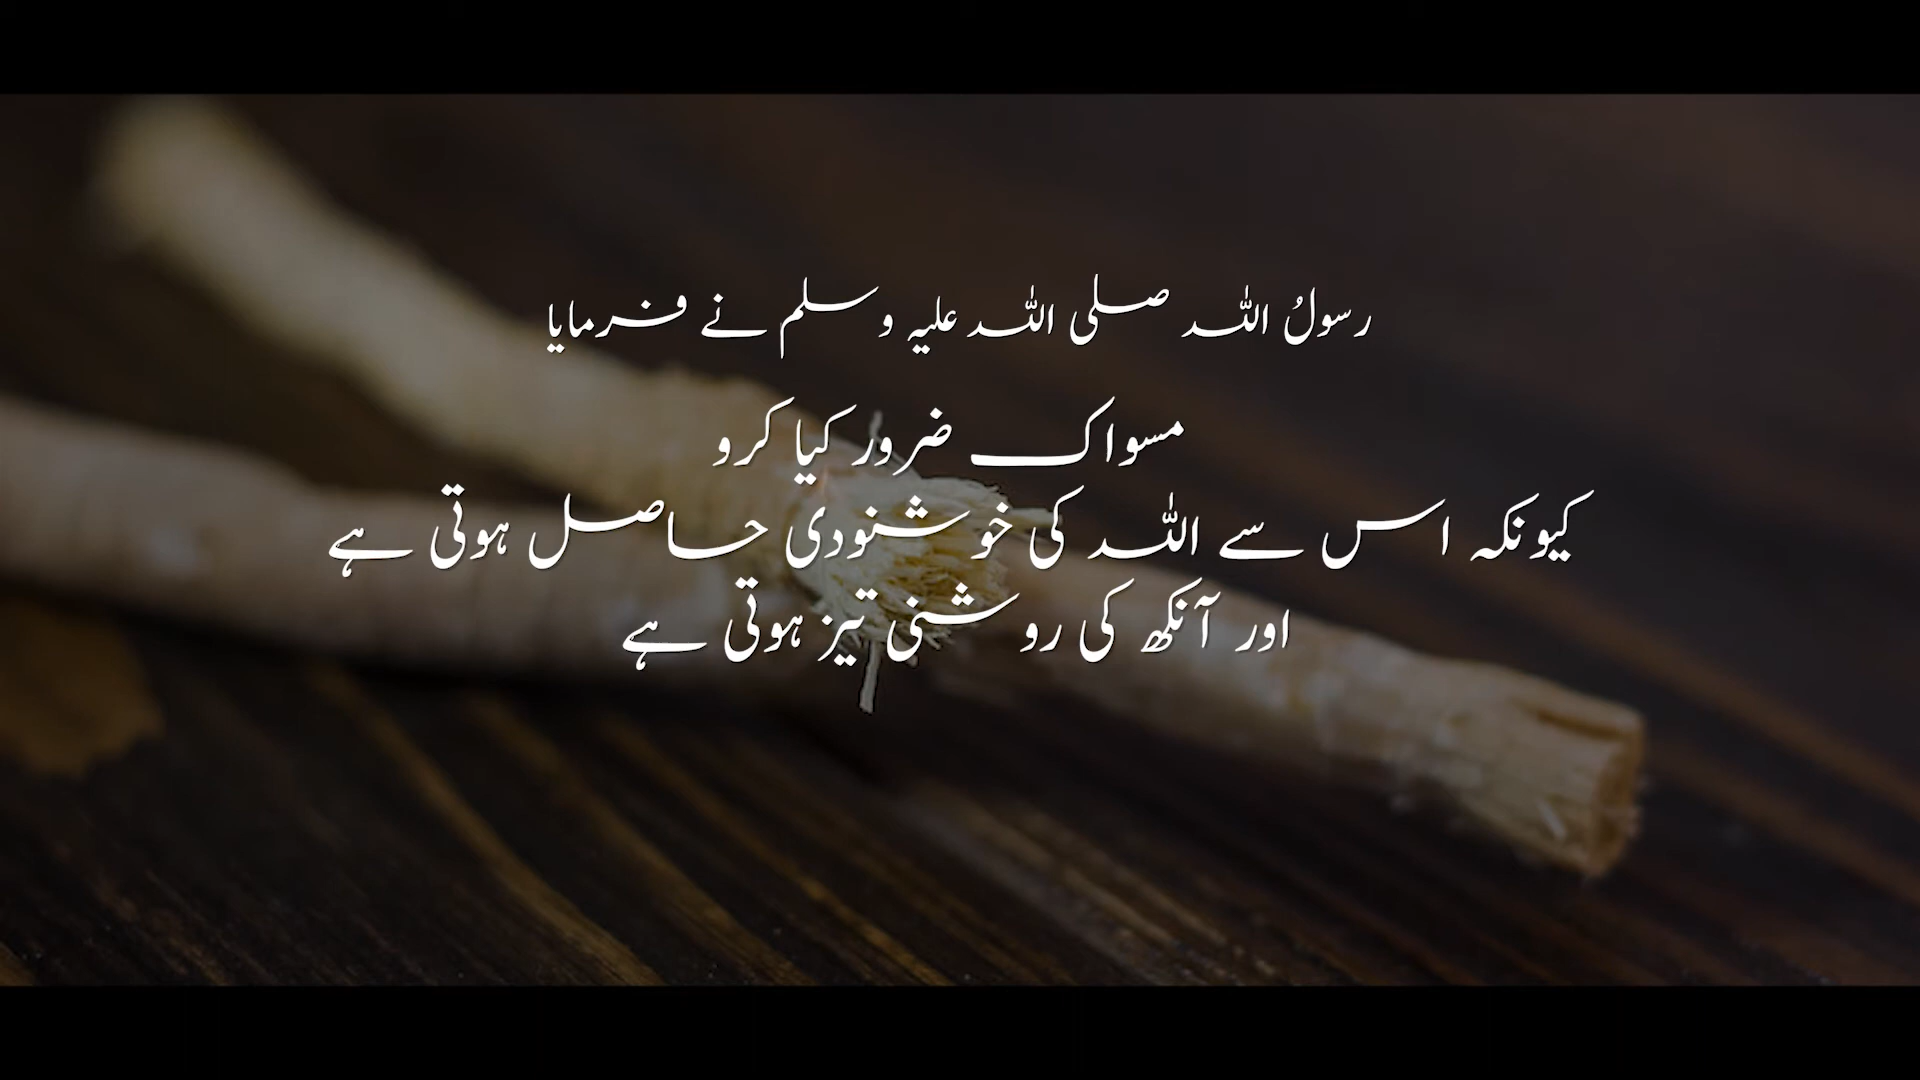 رسولُ اللہ صلی اللہ علیہ وسلم نے فرمایا
مسواک ضرور کیا کرو
کیونکہ اس سے اللہ کی خوشنودی حاصل ہوتی ہے
اور آنکھ کی روشنی تیز ہوتی ہے